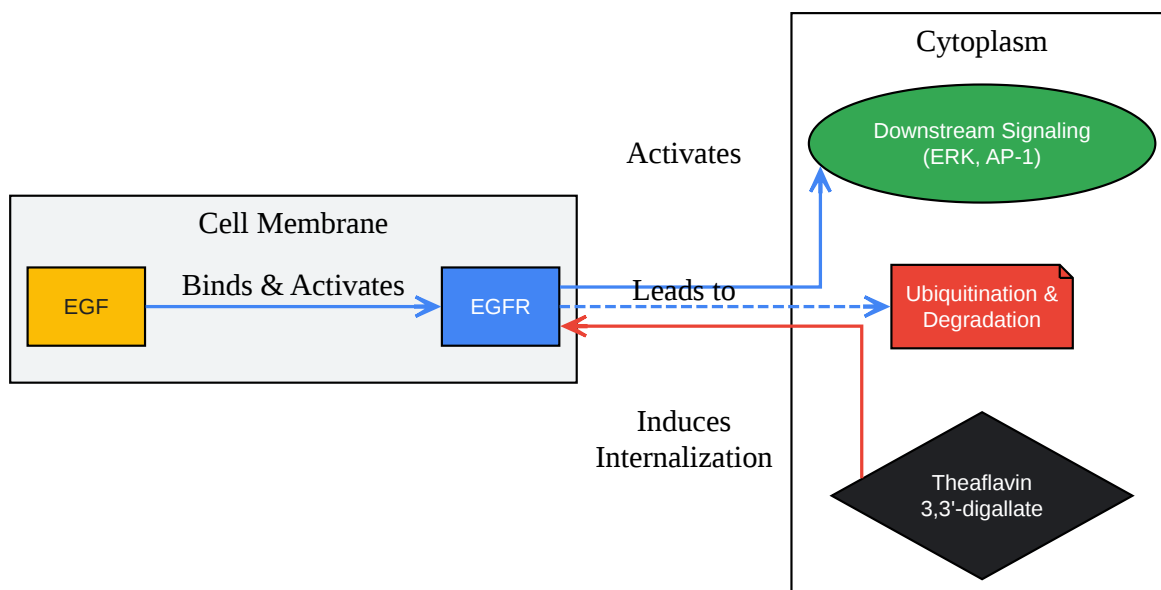 Cytoplasm
Downstream Signaling
(ERK, AP-1)
Activates
Cell Membrane
EGF
Binds & Activates
EGFR
Leads to
Ubiquitination &
Degradation
Induces
Internalization
Theaflavin
3,3'-digallate